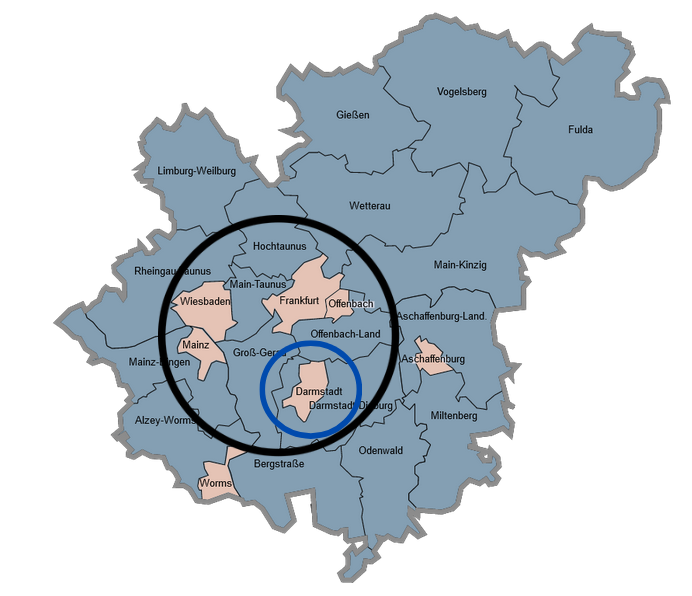 Vogelsberg
Gießen
Fulda
Limburg-Weilburg
Wetterau
Hochtaunus
Main-Kinzig
Rheingau-Taunus
Main-Taunus
Wiesbaden
Frankfurt
Offenbach
Aschaffenburg-Land.
Offenbach-Land
Mainz
Groß-Gerau
Aschaffenburg
Mainz-Bingen
Darmstadt
Darmstadt-Dieburg
Miltenberg
Alzey-Worms
Odenwald
Bergstraße
Worms